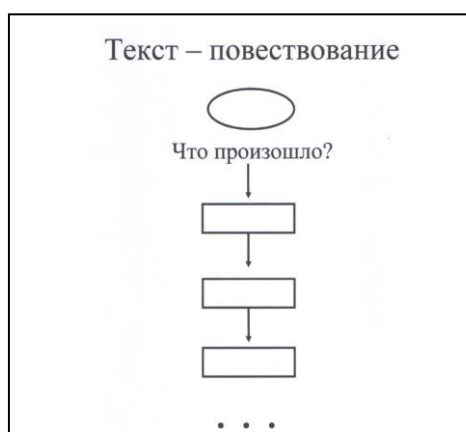 Текст – повествование
Что произошло?
. . .